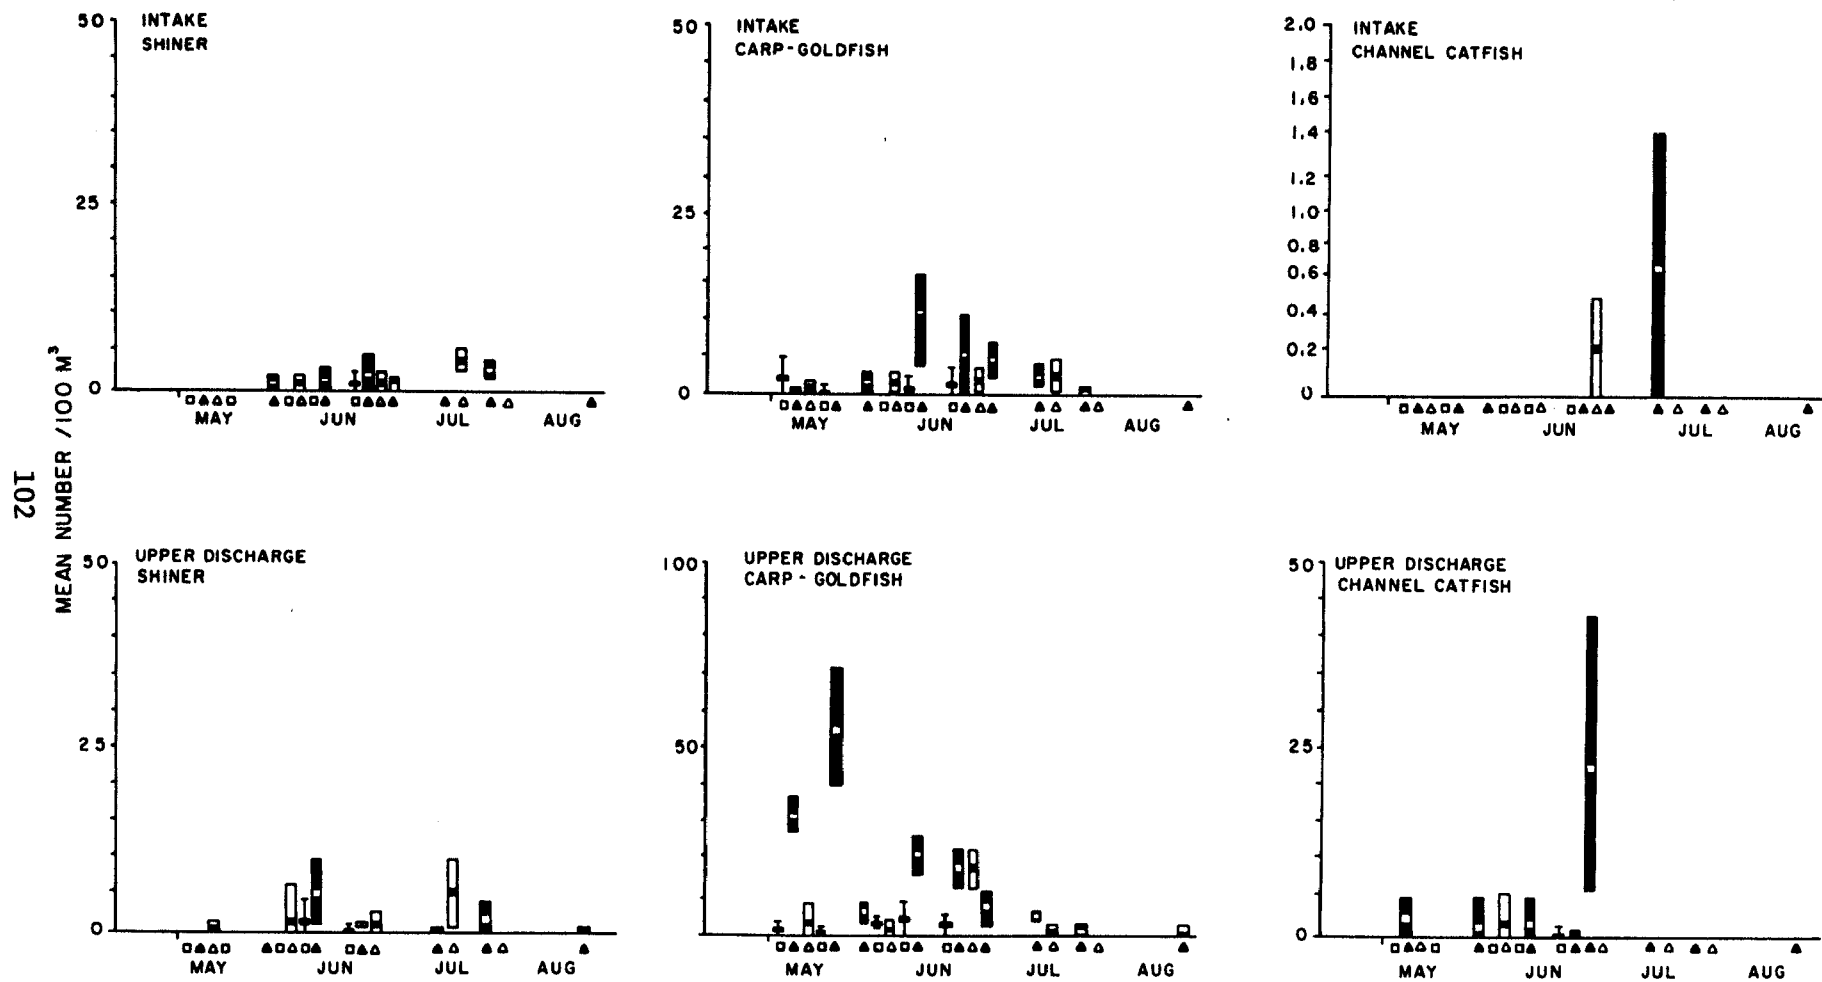 INTAKE
SHINER
50
25
0
MAY JUN JUL AUG
INTAKE
CARP-GOLDFISH
50
25
0
MAY JUN JUL AUG
INTAKE
CHANNEL CATFISH
2.0
1.8
1.6
1.4
1.2
1.0
0.8
0.6
0.4
0.2
0
MAY JUN JUL AUG
MEAN NUMBER /100 M³
102
UPPER DISCHARGE
SHINER
50
25
0
MAY JUN JUL AUG
UPPER DISCHARGE
CARP - GOLDFISH
100
50
0
MAY JUN JUL AUG
UPPER DISCHARGE
CHANNEL CATFISH
50
25
0
MAY JUN JUL AUG